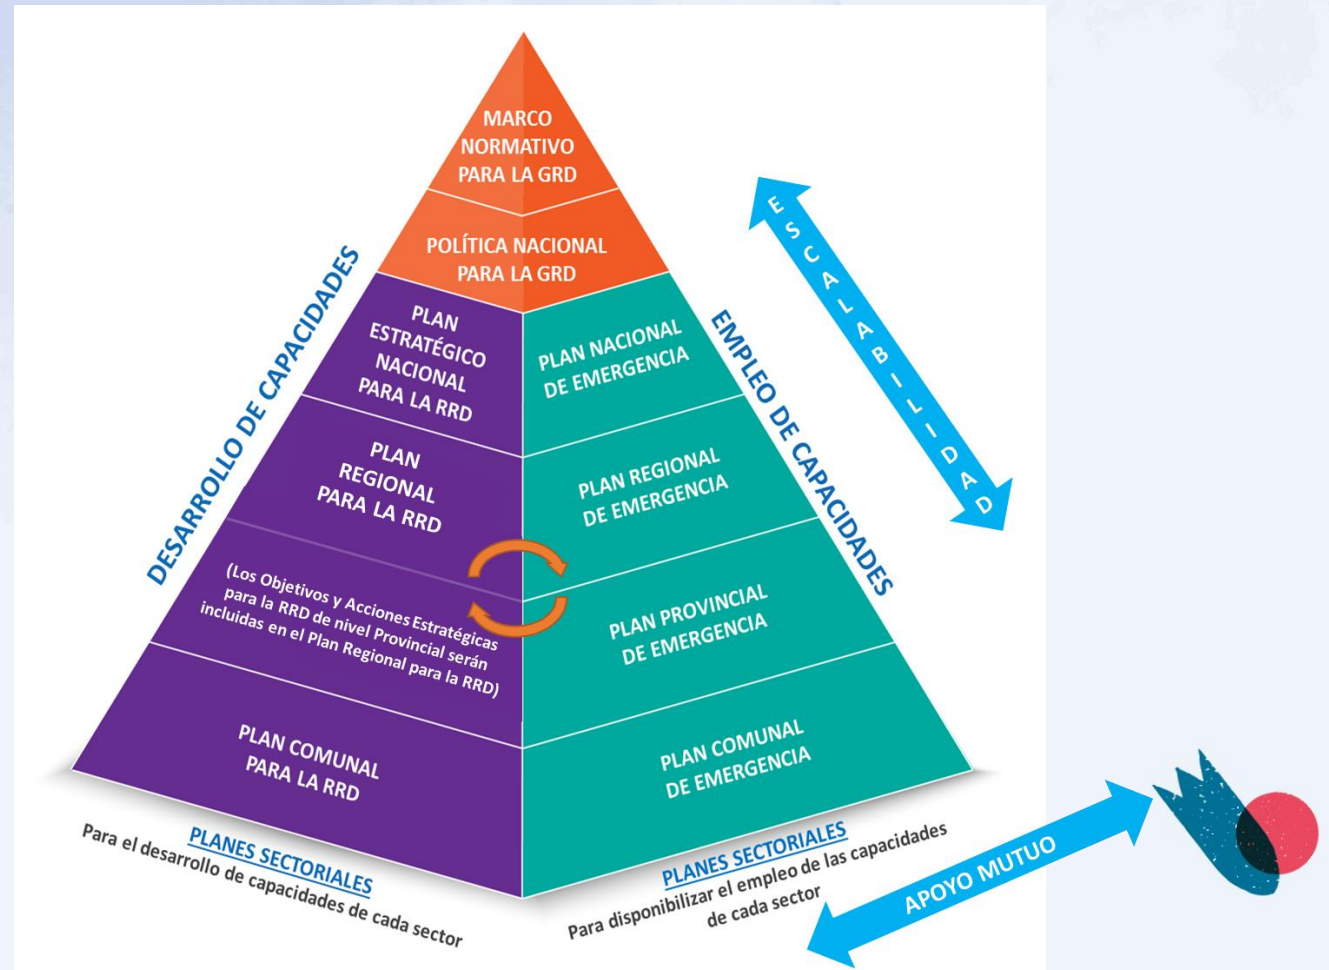 MARCO
NORMATIVO
PARA LA GRD
POLÍTICA NACIONAL
PARA LA GRD
DESARROLLO DE CAPACIDADES
PLAN
ESTRATÉGICO
NACIONAL
PARA LA RRD
PLAN
REGIONAL
PARA LA RRD
(Los Objetivos y Acciones Estratégicas
para la RRD de nivel Provincial serán
incluidas en el Plan Regional para la RRD)
PLAN COMUNAL
PARA LA RRD
PLANES SECTORIALES
Para el desarrollo de capacidades de cada sector
PLAN NACIONAL
DE EMERGENCIA
PLAN REGIONAL
DE EMERGENCIA
PLAN PROVINCIAL
DE EMERGENCIA
PLAN COMUNAL
DE EMERGENCIA
PLANES SECTORIALES
Para disponibilizar el empleo de las capacidades
de cada sector
EMPLEO DE CAPACIDADES
ESCALABILIDAD
APOYO MUTUO